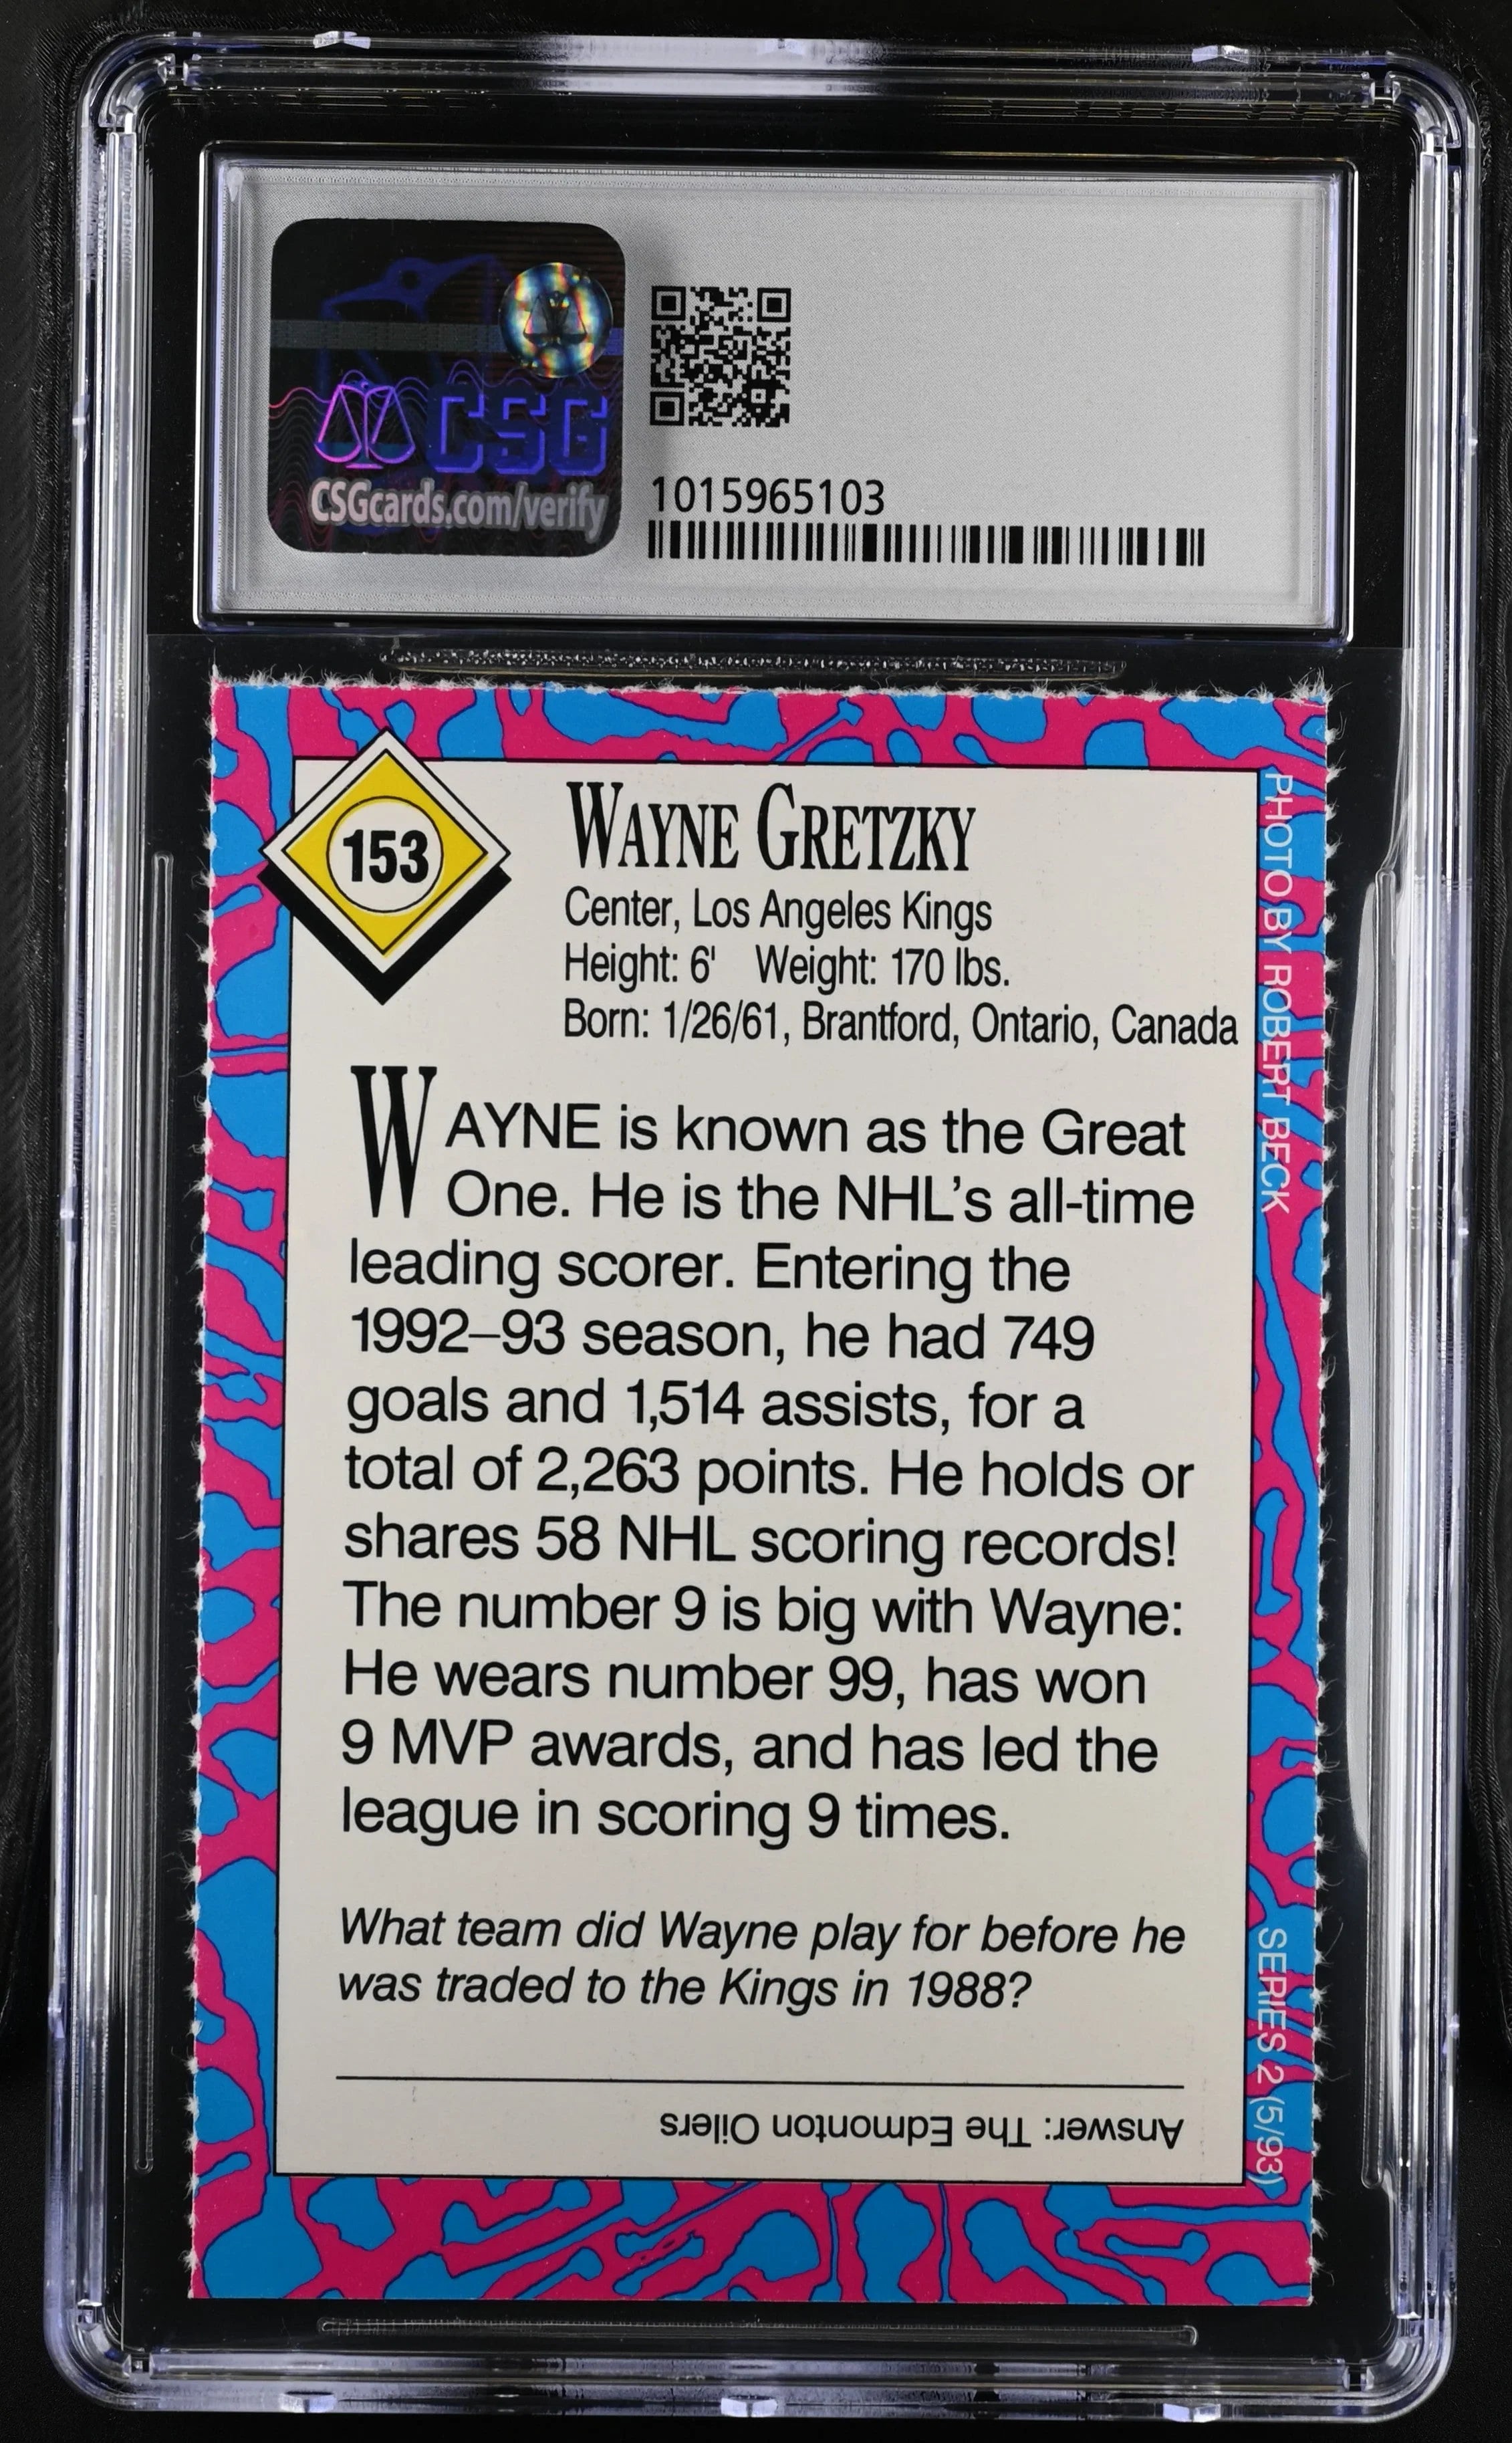 CSG
CSGcards.com/verify
1015965103
153
WAYNE GRETZKY
Center, Los Angeles Kings
Height: 6' Weight: 170 lbs.
Born: 1/26/61, Brantford, Ontario, Canada
WAYNE is known as the Great
One. He is the NHL's all-time
leading scorer. Entering the
1992–93 season, he had 749
goals and 1,514 assists, for a
total of 2,263 points. He holds or
shares 58 NHL scoring records!
The number 9 is big with Wayne:
He wears number 99, has won
9 MVP awards, and has led the
league in scoring 9 times.
What team did Wayne play for before he
was traded to the Kings in 1988?
Answer: The Edmonton Oilers
PHOTO BY ROBERT BECK
SERIES 2 (5/93)